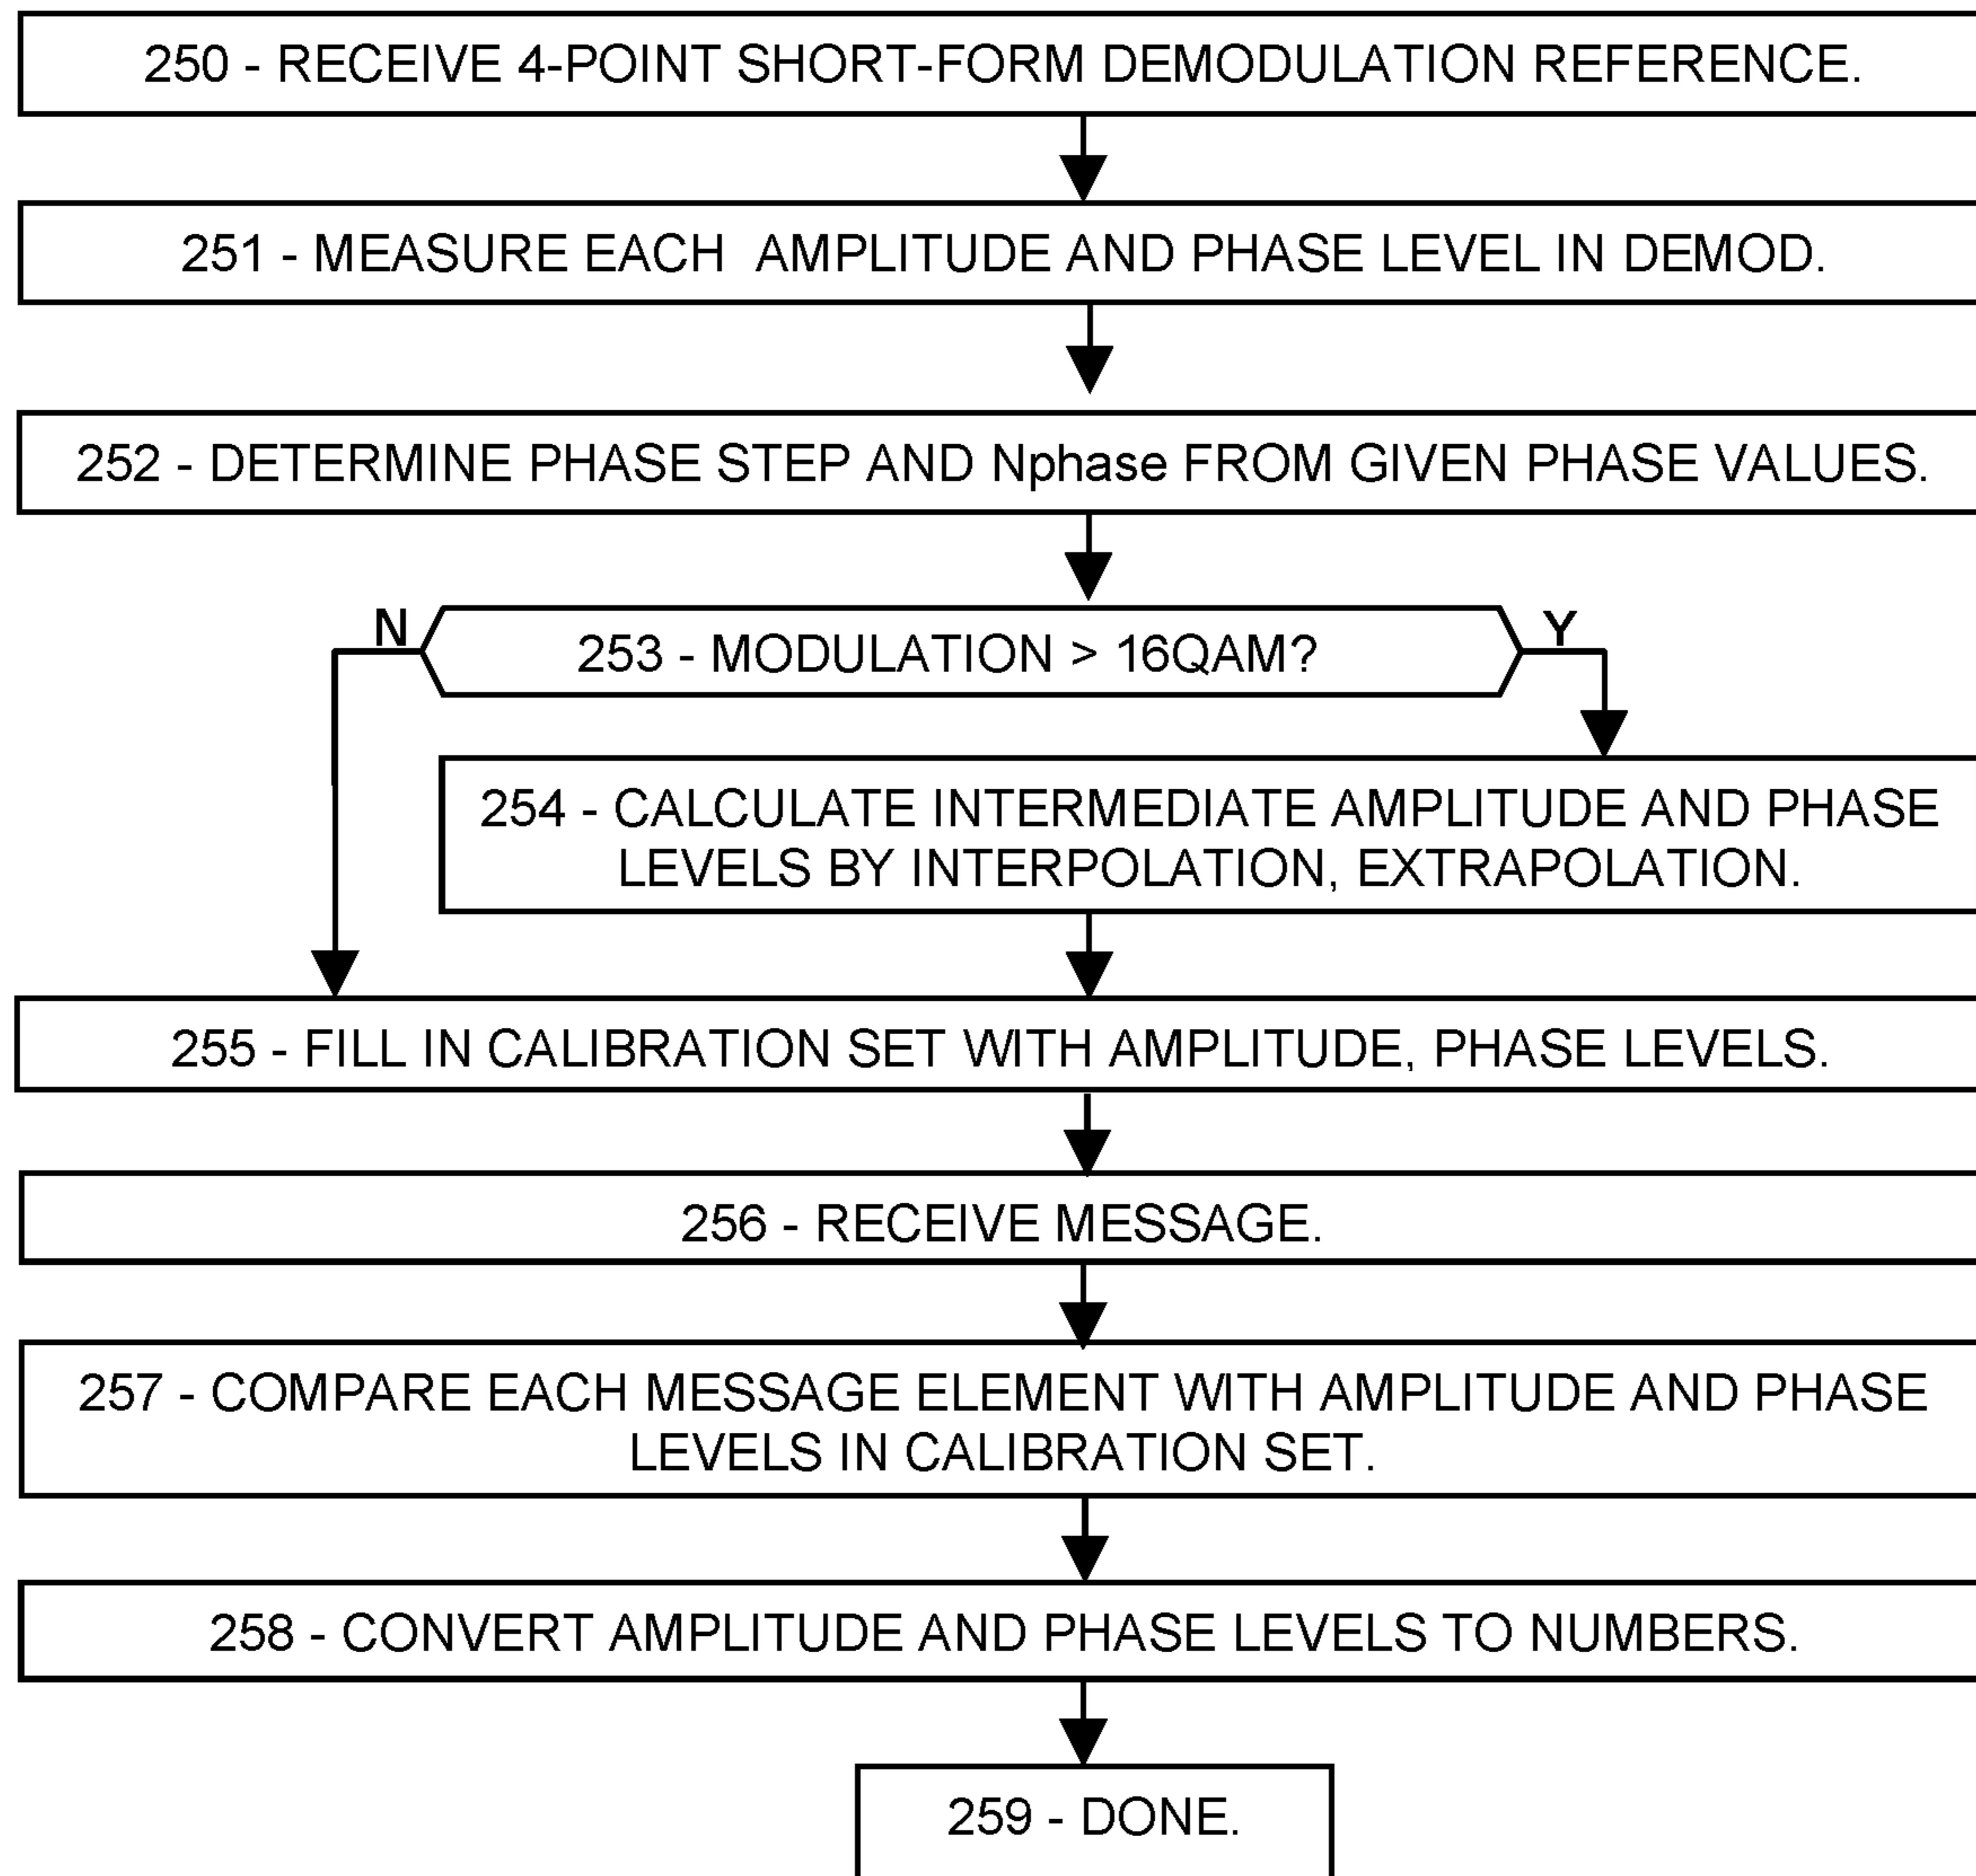 250 - RECEIVE 4-POINT SHORT-FORM DEMODULATION REFERENCE.
251 - MEASURE EACH AMPLITUDE AND PHASE LEVEL IN DEMOD.
252 - DETERMINE PHASE STEP AND Nphase FROM GIVEN PHASE VALUES.
N
253 - MODULATION > 16QAM?
Y
254 - CALCULATE INTERMEDIATE AMPLITUDE AND PHASE
LEVELS BY INTERPOLATION, EXTRAPOLATION.
255 - FILL IN CALIBRATION SET WITH AMPLITUDE, PHASE LEVELS.
256 - RECEIVE MESSAGE.
257 - COMPARE EACH MESSAGE ELEMENT WITH AMPLITUDE AND PHASE
LEVELS IN CALIBRATION SET.
258 - CONVERT AMPLITUDE AND PHASE LEVELS TO NUMBERS.
259 - DONE.